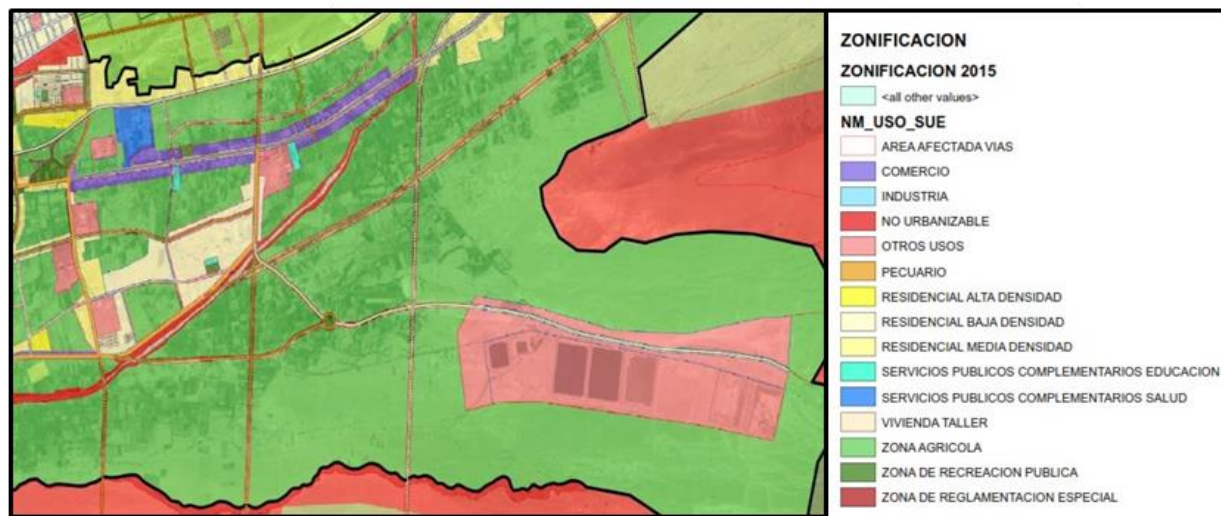 ZONIFICACION
ZONIFICACION 2015
<all other values>
NM_USO_SUE
AREA AFECTADA VIAS
COMERCIO
INDUSTRIA
NO URBANIZABLE
OTROS USOS
PECUARIO
RESIDENCIAL ALTA DENSIDAD
RESIDENCIAL BAJA DENSIDAD
RESIDENCIAL MEDIA DENSIDAD
SERVICIOS PUBLICOS COMPLEMENTARIOS EDUCACION
SERVICIOS PUBLICOS COMPLEMENTARIOS SALUD
VIVIENDA TALLER
ZONA AGRICOLA
ZONA DE RECREACION PUBLICA
ZONA DE REGLAMENTACION ESPECIAL